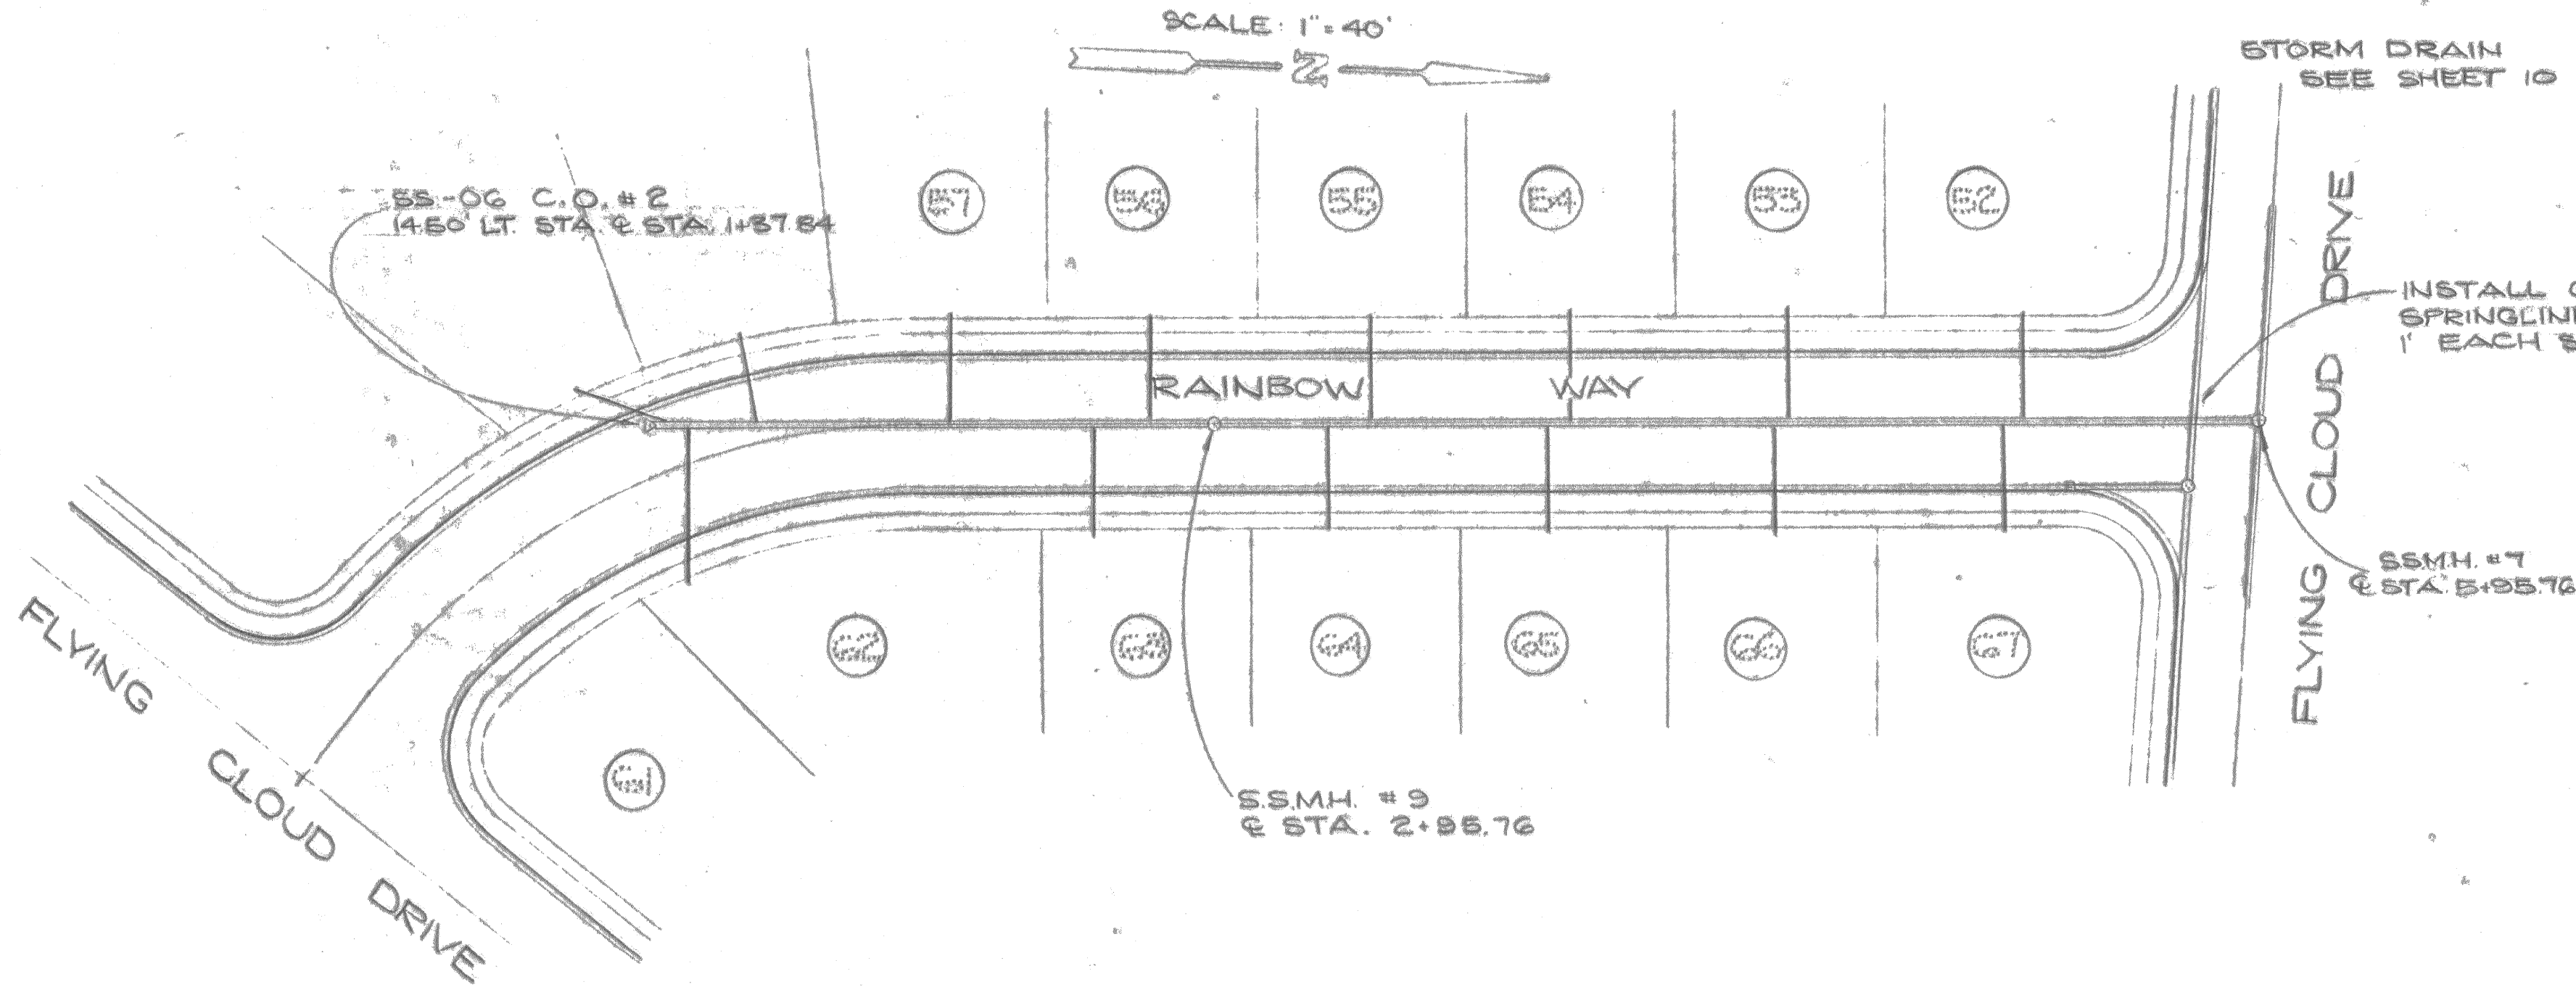 SCALE: 1"=40'
N
STORM DRAIN
SEE SHEET 10
SS-06 C.O. #2
14.50' LT. STA. ℄ STA. 1+37.84
57
56
55
54
53
52
INSTALL
SPRINGLIN
1' EACH
RAINBOW WAY
FLYING CLOUD DRIVE
S.S.M.H. #7
℄ STA. 5+95.76
FLYING CLOUD DRIVE
61
62
63
64
65
66
67
S.S.M.H. #9
℄ STA. 2+95.76